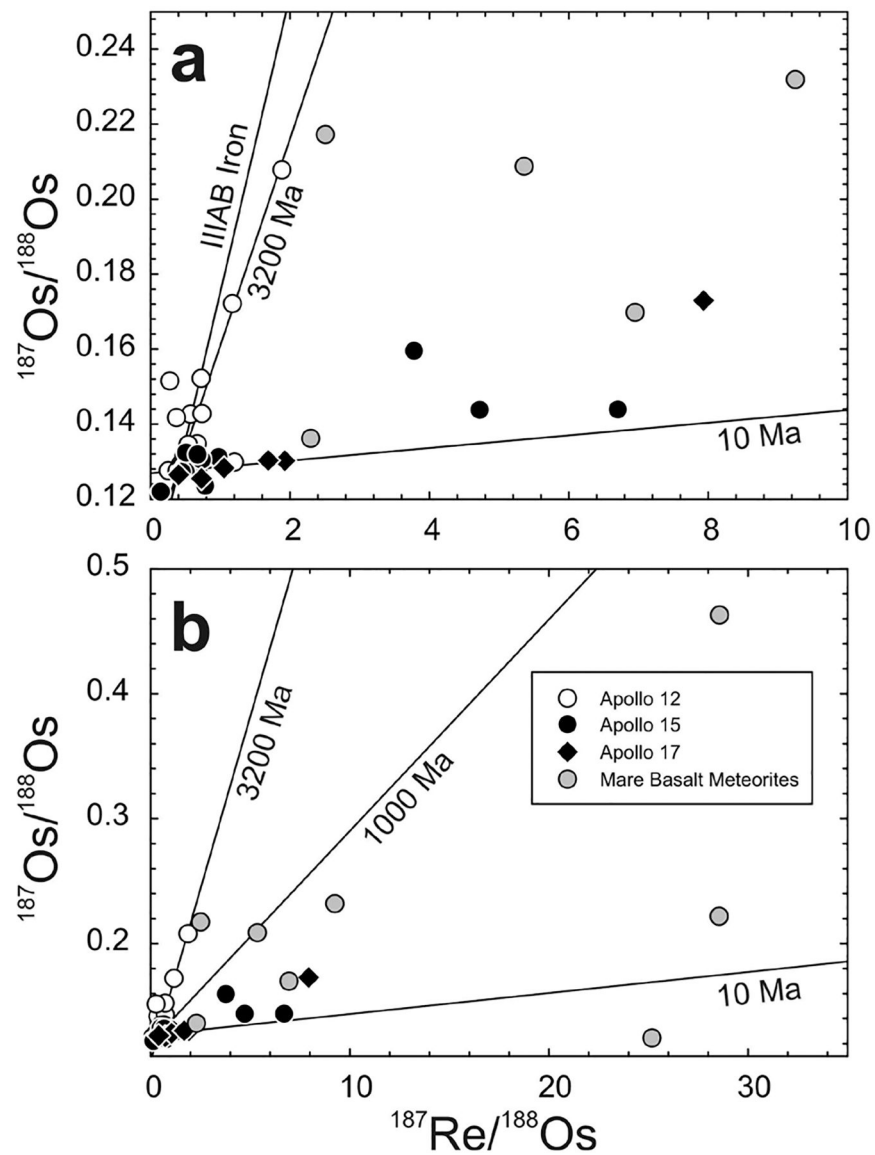 a
0.24
0.22
0.20
0.18
0.16
0.14
0.12
187Os/188Os
IIIAB Iron
3200 Ma
10 Ma
0 2 4 6 8 10
b
0.5
0.4
0.3
0.2
187Os/188Os
3200 Ma
1000 Ma
10 Ma
Apollo 12
Apollo 15
Apollo 17
Mare Basalt Meteorites
0 10 20 30
187Re/188Os